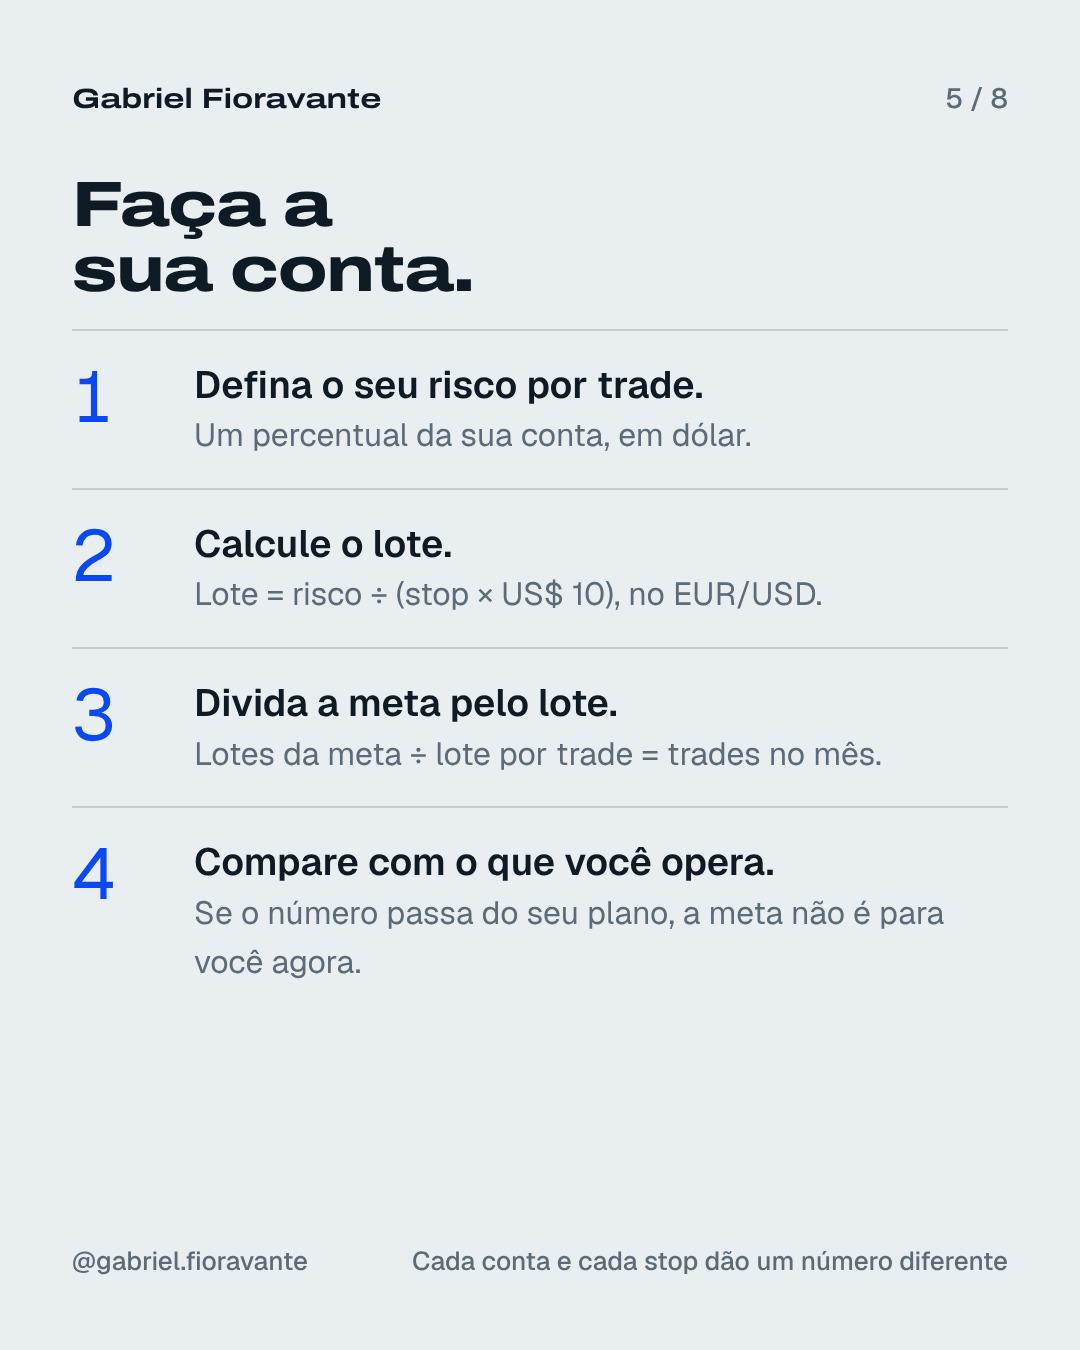 Gabriel Fioravante
5 / 8
Faça a
sua conta.
1
Defina o seu risco por trade.
Um percentual da sua conta, em dólar.
2
Calcule o lote.
Lote = risco ÷ (stop × US$ 10), no EUR/USD.
3
Divida a meta pelo lote.
Lotes da meta ÷ lote por trade = trades no mês.
4
Compare com o que você opera.
Se o número passa do seu plano, a meta não é para
você agora.
@gabriel.fioravante
Cada conta e cada stop dão um número diferente